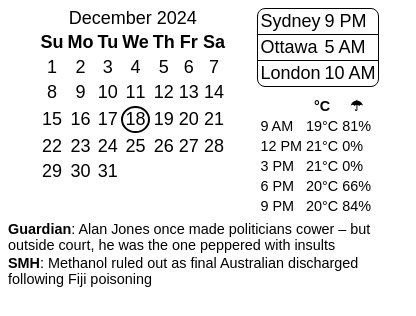 December 2024
Su Mo Tu We Th Fr Sa
1 2 3 4 5 6 7
8 9 10 11 12 13 14
15 16 17 18 19 20 21
22 23 24 25 26 27 28
29 30 31
Sydney 9 PM
Ottawa 5 AM
London 10 AM
°C ☂
9 AM 19°C 81%
12 PM 21°C 0%
3 PM 21°C 0%
6 PM 20°C 66%
9 PM 20°C 84%
Guardian: Alan Jones once made politicians cower – but
outside court, he was the one peppered with insults
SMH: Methanol ruled out as final Australian discharged
following Fiji poisoning